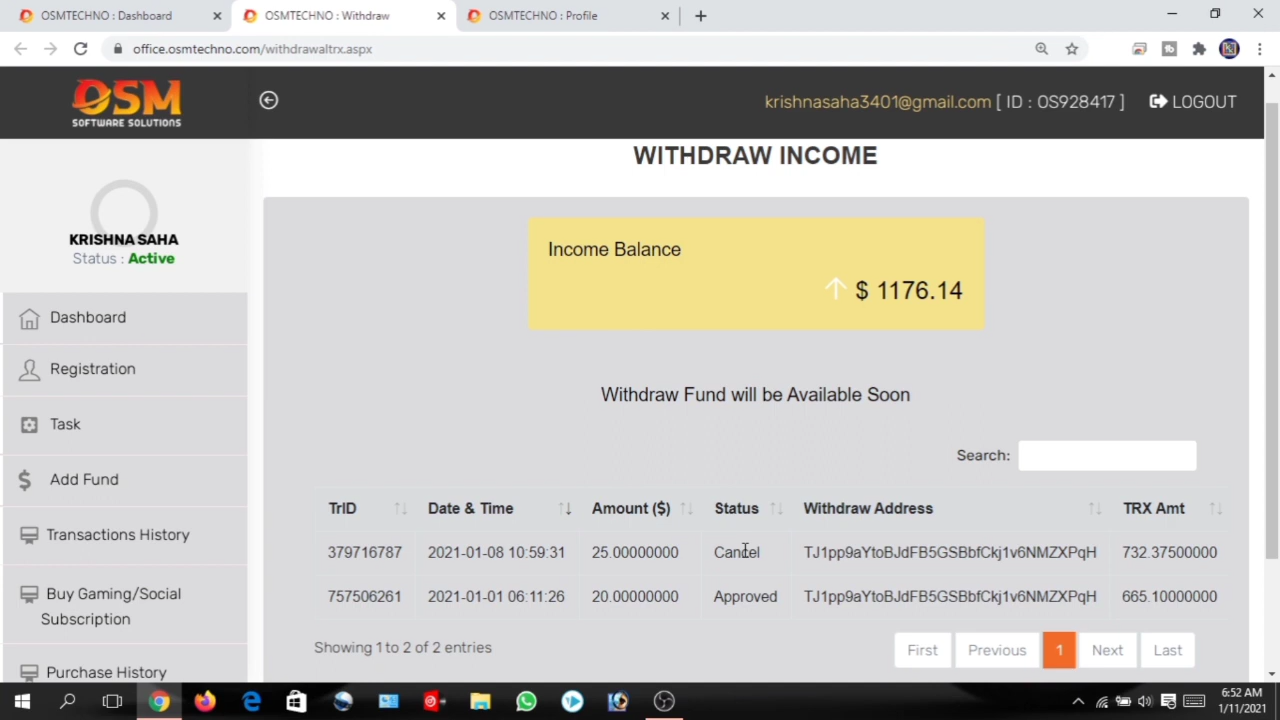 OSMTECHNO : Dashboard
OSMTECHNO : Withdraw
OSMTECHNO : Profile
office.osmtechno.com/withdrawaltrx.aspx
OSM
SOFTWARE SOLUTIONS
krishnasaha3401@gmail.com [ ID : OS928417 ]
LOGOUT
WITHDRAW INCOME
KRISHNA SAHA
Status : Active
Income Balance
$ 1176.14
Dashboard
Registration
Task
Add Fund
Transactions History
Buy Gaming/Social
Subscription
Purchase History
Withdraw Fund will be Available Soon
Search:
TrID Date & Time Amount ($) Status Withdraw Address TRX Amt
379716787 2021-01-08 10:59:31 25.00000000 Cancel TJ1pp9aYtoBJdFB5GSBbfCkj1v6NMZXPqH 732.37500000
757506261 2021-01-01 06:11:26 20.00000000 Approved TJ1pp9aYtoBJdFB5GSBbfCkj1v6NMZXPqH 665.10000000
Showing 1 to 2 of 2 entries
First Previous 1 Next Last
6:52 AM
1/11/2021